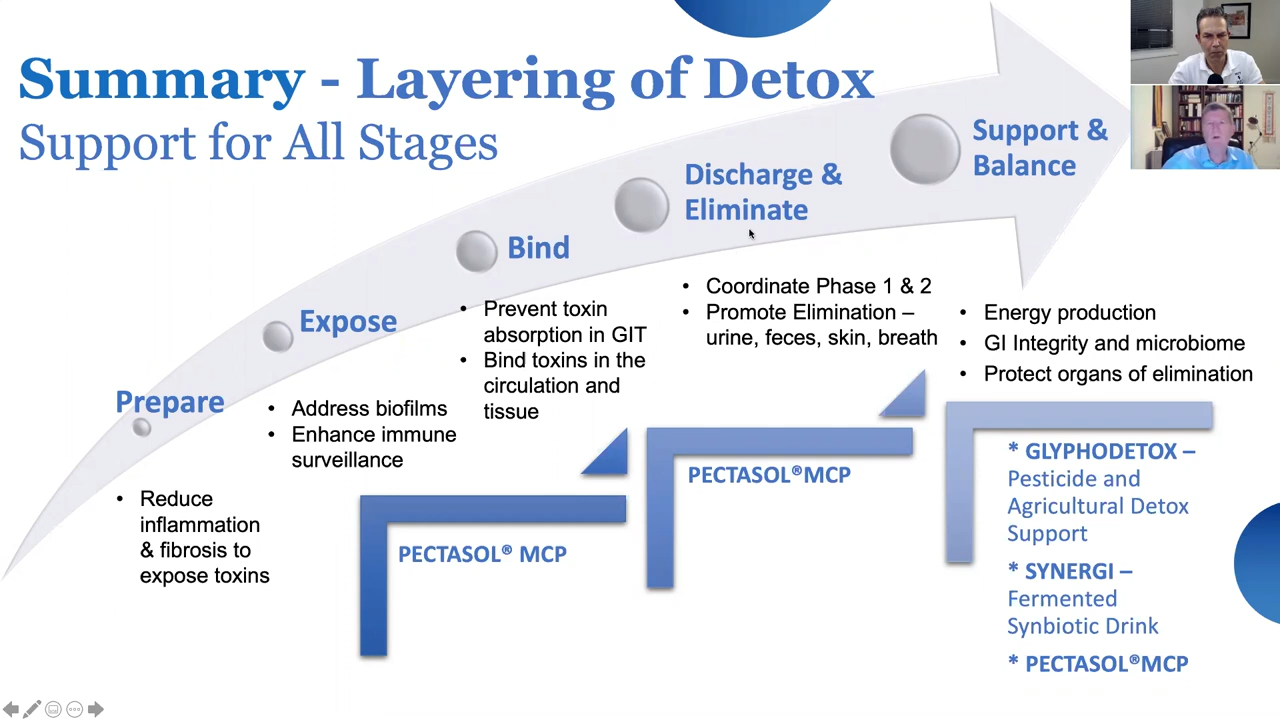 Summary - Layering of Detox
Support for All Stages
Prepare
• Reduce
inflammation
& fibrosis to
expose toxins
Expose
• Address biofilms
• Enhance immune
surveillance
Bind
• Prevent toxin
absorption in GIT
• Bind toxins in the
circulation and
tissue
Discharge &
Eliminate
• Coordinate Phase 1 & 2
• Promote Elimination –
urine, feces, skin, breath
Support &
Balance
• Energy production
• GI Integrity and microbiome
• Protect organs of elimination
PECTASOL® MCP
PECTASOL®MCP
* GLYPHODETOX –
Pesticide and
Agricultural Detox
Support
* SYNERGI –
Fermented
Synbiotic Drink
* PECTASOL®MCP